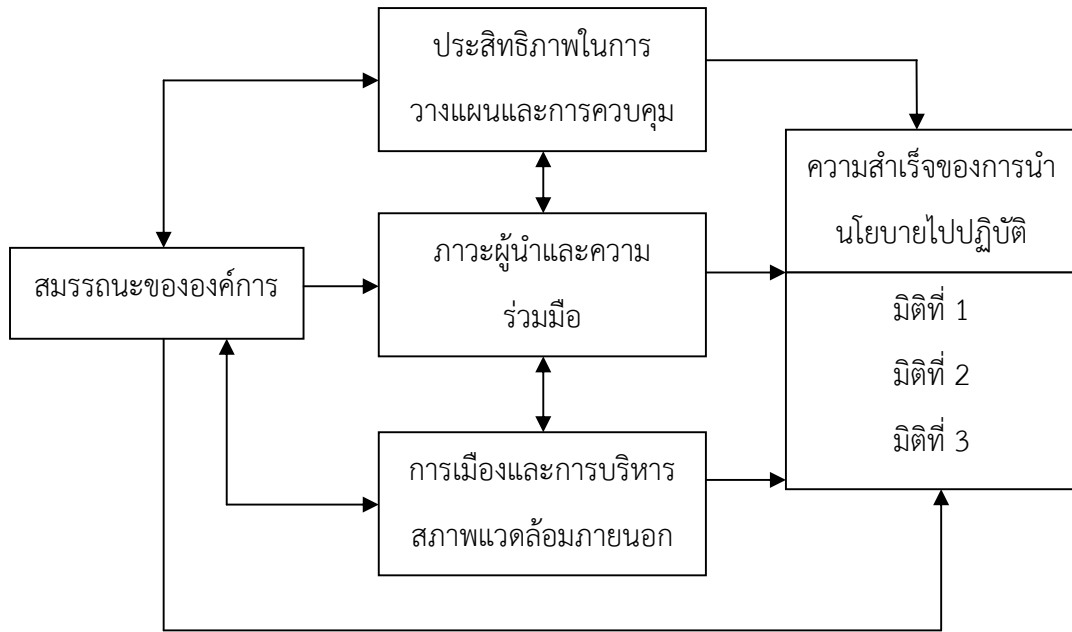 ประสิทธิภาพในการ
วางแผนและการควบคุม
ความสำเร็จของการนำ
นโยบายไปปฏิบัติ
ภาวะผู้นำและความ
ร่วมมือ
สมรรถนะขององค์การ
มิติที่ 1
มิติที่ 2
มิติที่ 3
การเมืองและการบริหาร
สภาพแวดล้อมภายนอก